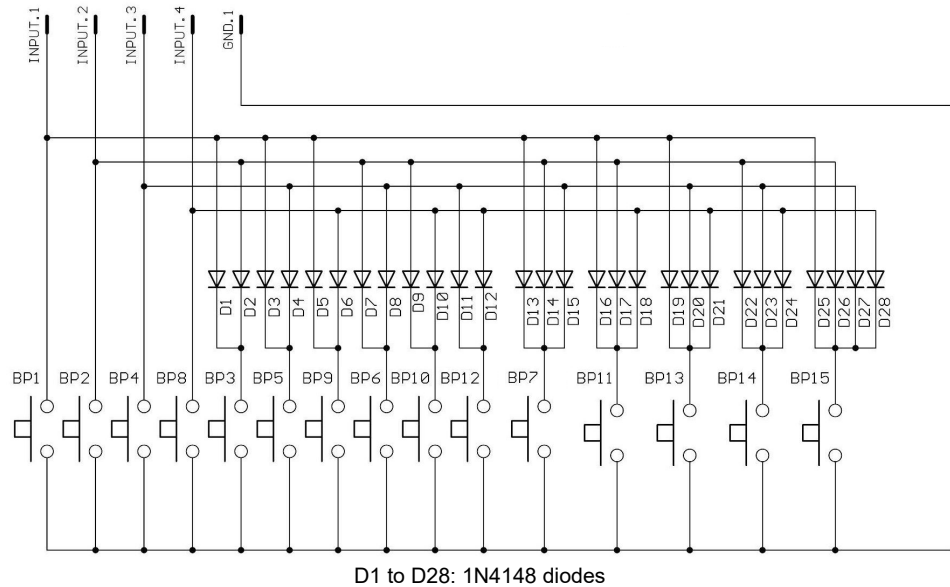 INPUT.1
INPUT.2
INPUT.3
INPUT.4
GND.1
D1
D2
D3
D4
D5
D6
D7
D8
D9
D10
D11
D12
D13
D14
D15
D16
D17
D18
D19
D20
D21
D22
D23
D24
D25
D26
D27
D28
BP1 BP2 BP4 BP8 BP3 BP5 BP9 BP6 BP10 BP12 BP7 BP11 BP13 BP14 BP15
D1 to D28: 1N4148 diodes